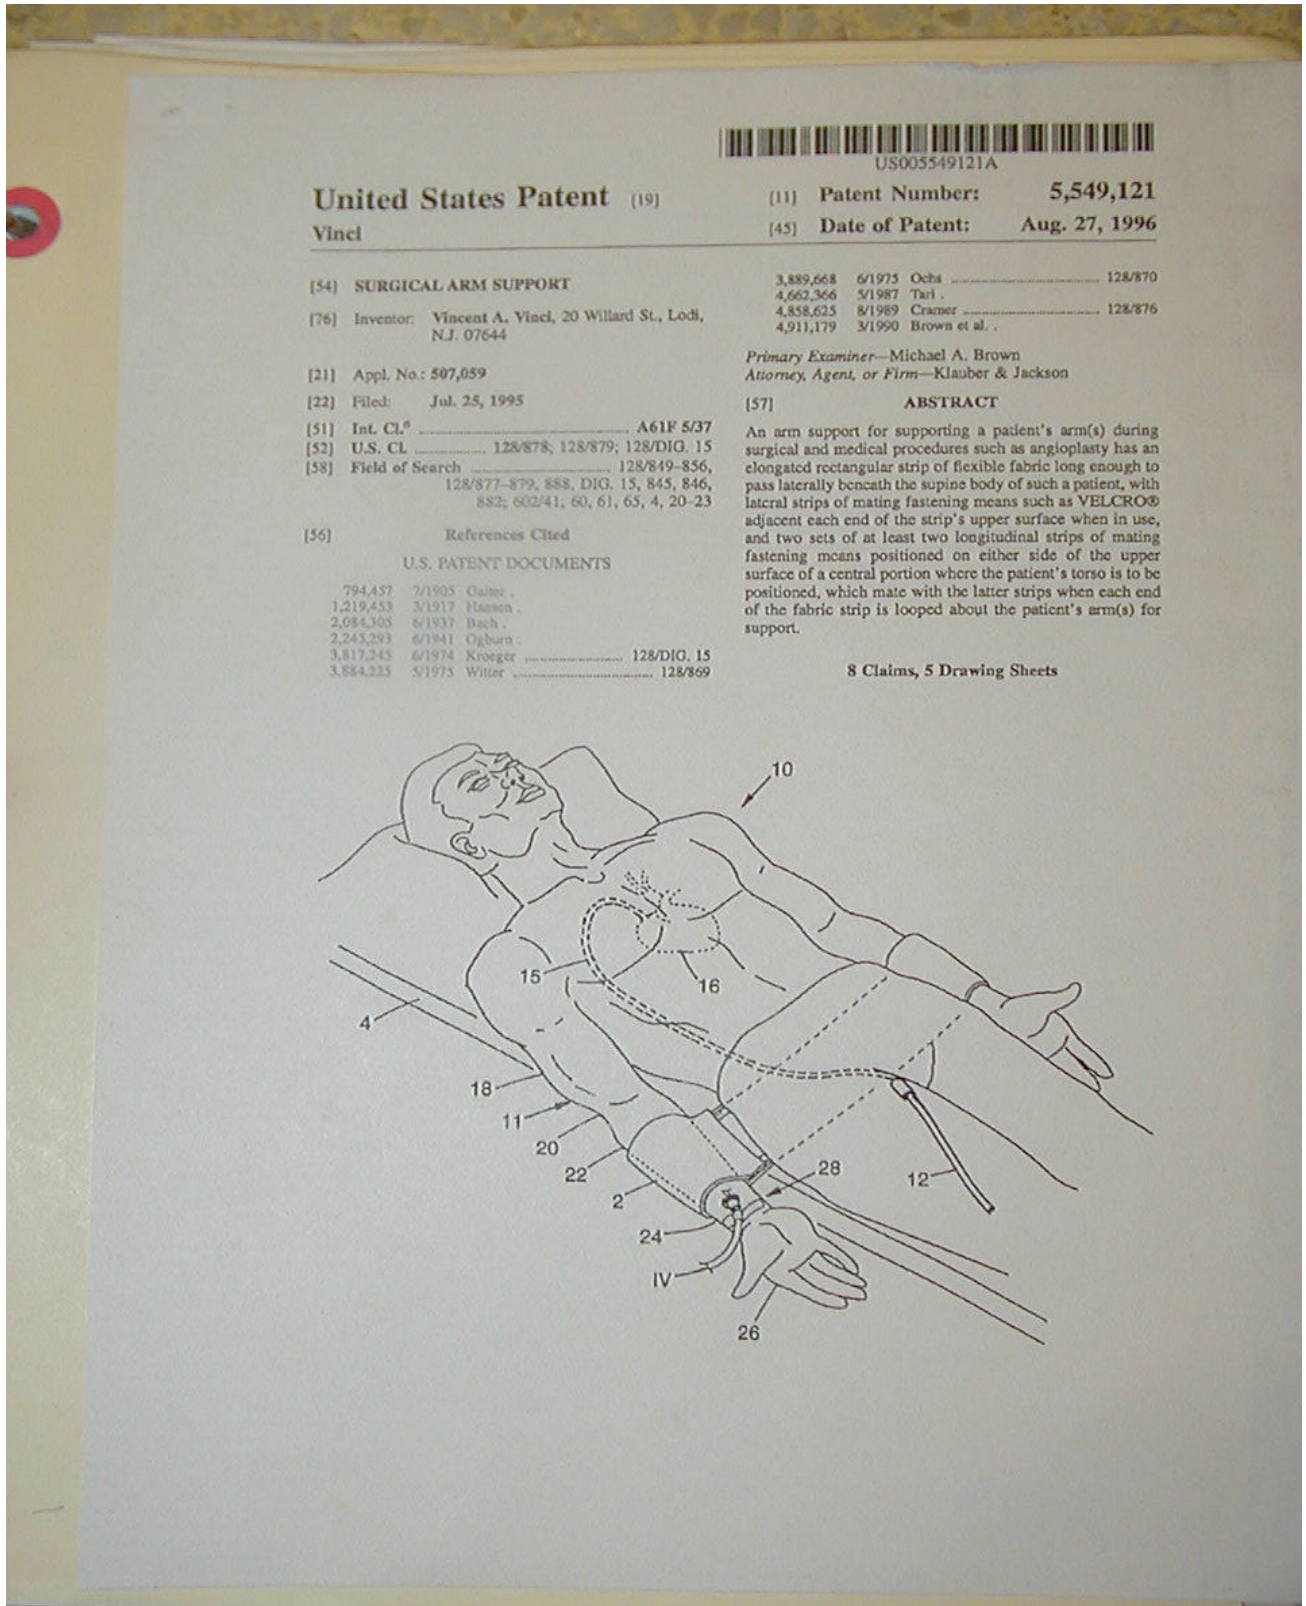 US005549121A
United States Patent [19]
Vinci
[11] Patent Number: 5,549,121
[45] Date of Patent: Aug. 27, 1996
[54] SURGICAL ARM SUPPORT
[76] Inventor: Vincent A. Vinci, 20 Willard St., Lodi,
N.J. 07644
[21] Appl. No.: 507,059
[22] Filed: Jul. 25, 1995
[51] Int. Cl.⁶ ........ A61F 5/37
[52] U.S. Cl. ........ 128/878; 128/879; 128/DIG. 15
[58] Field of Search ........ 128/849-856,
128/877-879, 888, DIG. 15, 845, 846,
882; 602/41, 60, 61, 65, 4, 20-23
[56] References Cited
U.S. PATENT DOCUMENTS
794,457 7/1905 Gaiter .
1,219,453 3/1917 Hanson .
2,084,305 6/1937 Bach .
2,245,293 6/1941 Ogburn .
3,817,245 6/1974 Kroeger ........ 128/DIG. 15
3,884,225 5/1975 Witter ........ 128/869
3,889,668 6/1975 Ochs ........ 128/870
4,662,366 5/1987 Tari .
4,858,625 8/1989 Cramer ........ 128/876
4,911,179 3/1990 Brown et al. .
Primary Examiner—Michael A. Brown
Attorney, Agent, or Firm—Klauber & Jackson
[57] ABSTRACT
An arm support for supporting a patient's arm(s) during
surgical and medical procedures such as angioplasty has an
elongated rectangular strip of flexible fabric long enough to
pass laterally beneath the supine body of such a patient, with
lateral strips of mating fastening means such as VELCRO®
adjacent each end of the strip's upper surface when in use,
and two sets of at least two longitudinal strips of mating
fastening means positioned on either side of the upper
surface of a central portion where the patient's torso is to be
positioned, which mate with the latter strips when each end
of the fabric strip is looped about the patient's arm(s) for
support.
8 Claims, 5 Drawing Sheets
10
15
16
4
18
11
20
22
2
28
12
24
IV
26